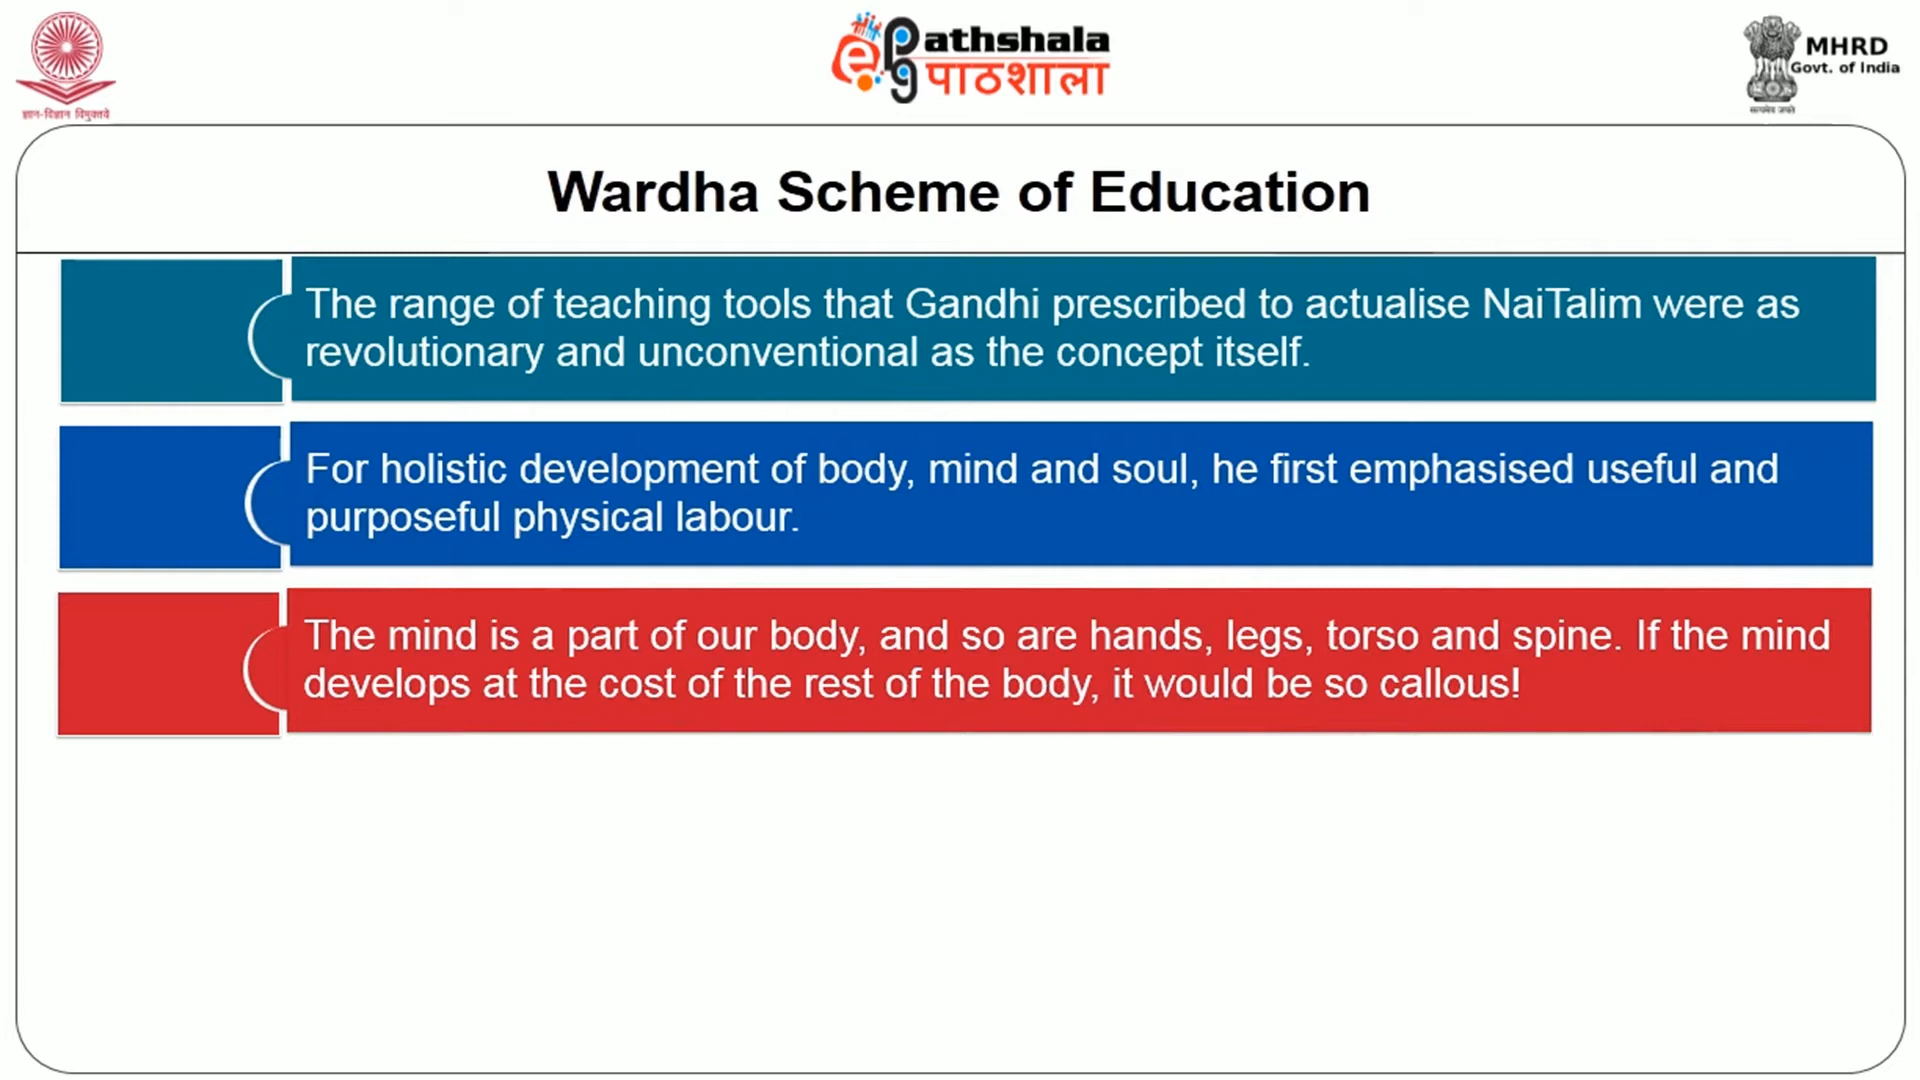 ज्ञान-विज्ञान विमुक्तये
ePathshala
pg पाठशाला
MHRD
Govt. of India
सत्यमेव जयते
Wardha Scheme of Education
The range of teaching tools that Gandhi prescribed to actualise NaiTalim were as
revolutionary and unconventional as the concept itself.
For holistic development of body, mind and soul, he first emphasised useful and
purposeful physical labour.
The mind is a part of our body, and so are hands, legs, torso and spine. If the mind
develops at the cost of the rest of the body, it would be so callous!